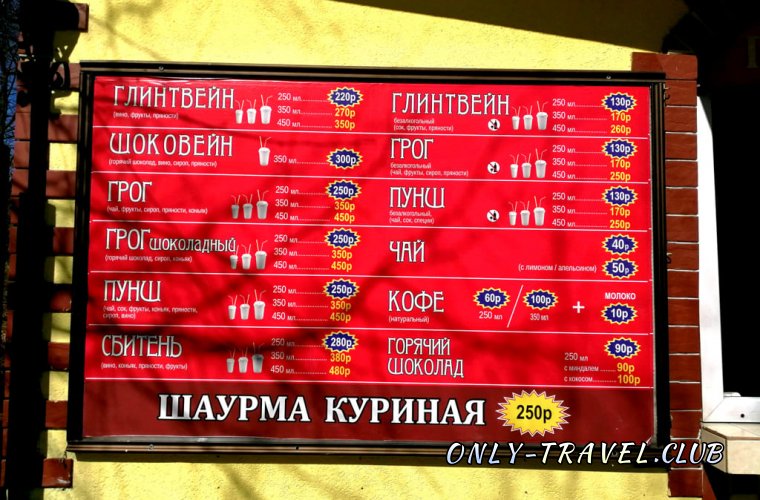 ГЛИНТВЕЙН
(вино, фрукты, пряности)
250 мл. 220р
350 мл. 270р
450 мл. 350р
ШОКОВЕЙН
(горячий шоколад, вино, сироп, пряности)
350 мл. 300р
ГРОГ
(чай, фрукты, сироп, пряности, коньяк)
250 мл. 250р
350 мл. 350р
450 мл. 450р
ГРОГ шоколадный
(горячий шоколад, сироп, коньяк)
250 мл. 250р
350 мл. 350р
450 мл. 450р
ПУНШ
(чай, сок, фрукты, коньяк, пряности,
сироп, вино)
250 мл. 250р
350 мл. 350р
450 мл. 450р
СБИТЕНЬ
(вино, коньяк, пряности, фрукты)
250 мл. 280р
350 мл. 380р
450 мл. 480р
ГЛИНТВЕЙН
безалкогольный
(сок, фрукты, пряности)
250 мл. 130р
350 мл. 170р
450 мл. 260р
ГРОГ
безалкогольный
(чай, фрукты, сироп, пряности)
250 мл. 130р
350 мл. 170р
450 мл. 250р
ПУНШ
безалкогольный,
(чай, сок, специи)
250 мл. 130р
350 мл. 170р
450 мл. 250р
ЧАЙ
40р
(с лимоном / апельсином) 50р
КОФЕ
(натуральный)
60р
250 мл
100р
350 мл
+
МОЛОКО
10р
ГОРЯЧИЙ
ШОКОЛАД
250 мл 90р
с миндалем 90р
с кокосом 100р
ШАУРМА КУРИНАЯ 250р
ONLY-TRAVEL.CLUB